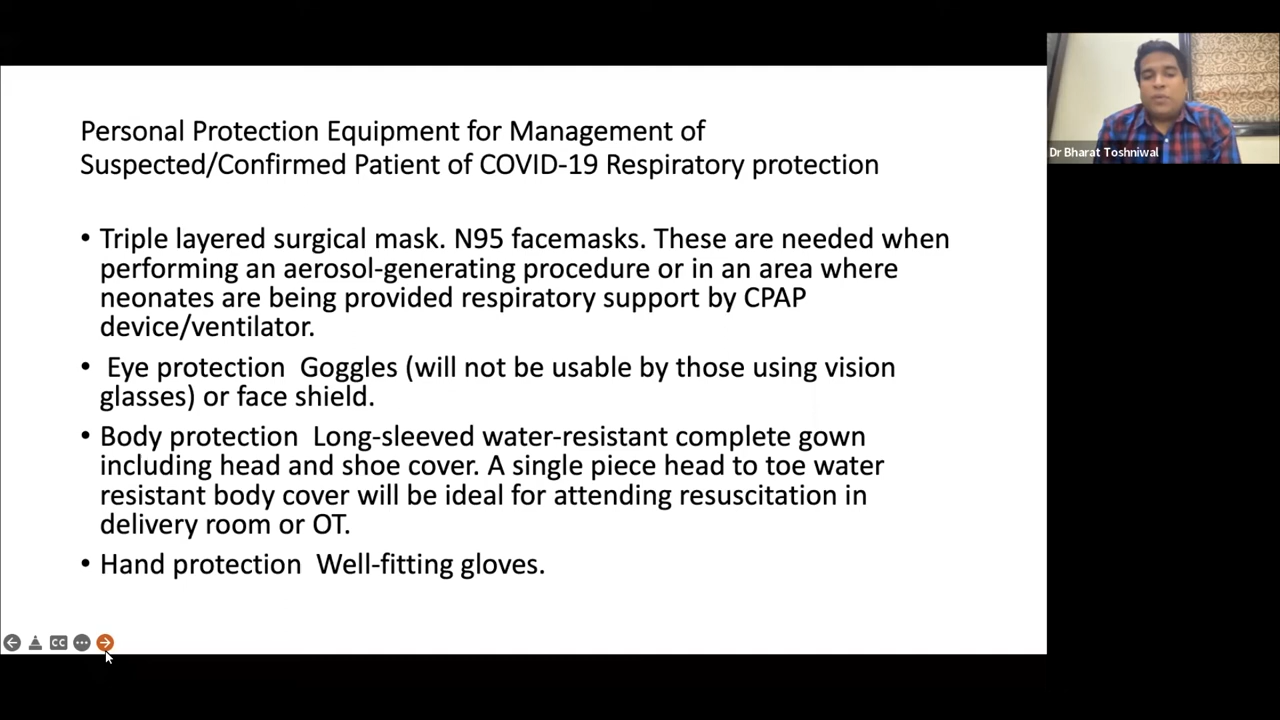 Personal Protection Equipment for Management of
Suspected/Confirmed Patient of COVID-19 Respiratory protection
• Triple layered surgical mask. N95 facemasks. These are needed when
performing an aerosol-generating procedure or in an area where
neonates are being provided respiratory support by CPAP
device/ventilator.
• Eye protection Goggles (will not be usable by those using vision
glasses) or face shield.
• Body protection Long-sleeved water-resistant complete gown
including head and shoe cover. A single piece head to toe water
resistant body cover will be ideal for attending resuscitation in
delivery room or OT.
• Hand protection Well-fitting gloves.
CC
Dr Bharat Toshniwal